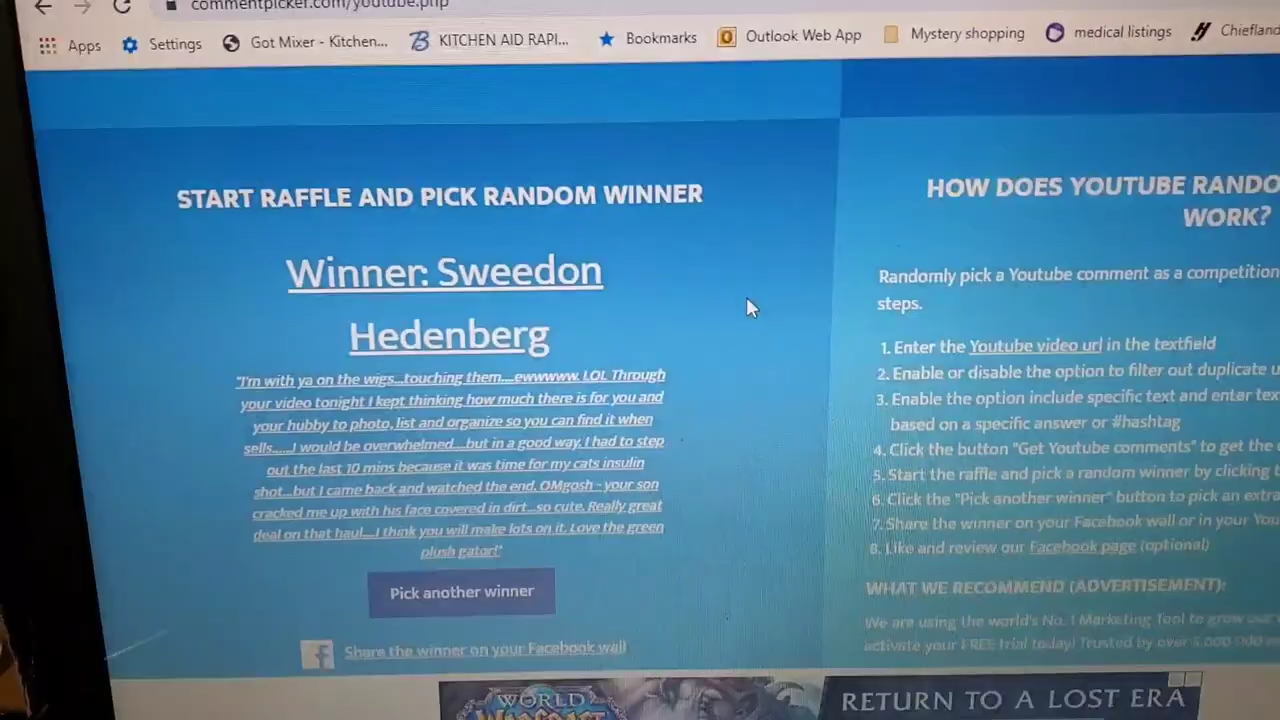 commentpicker.com/youtube.php
Apps
Settings
Got Mixer - Kitchen...
KITCHEN AID RAPI...
Bookmarks
Outlook Web App
Mystery shopping
medical listings
Chiefland
START RAFFLE AND PICK RANDOM WINNER
Winner: Sweedon
Hedenberg
"I'm with ya on the wigs...touching them....ewwwww. LOL Through
your video tonight I kept thinking how much there is for you and
your hubby to photo, list and organize so you can find it when
sells......I would be overwhelmed....but in a good way. I had to step
out the last 10 mins because it was time for my cats insulin
shot...but I came back and watched the end. OMgosh - your son
cracked me up with his face covered in dirt...so cute. Really great
deal on that haul....I think you will make lots on it. Love the green
plush gator!"
Pick another winner
Share the winner on your Facebook wall
HOW DOES YOUTUBE RANDO
WORK?
Randomly pick a Youtube comment as a competition
steps.
1. Enter the Youtube video url in the textfield
2. Enable or disable the option to filter out duplicate u
3. Enable the option include specific text and enter tex
based on a specific answer or #hashtag
4. Click the button "Get Youtube comments" to get the
5. Start the raffle and pick a random winner by clicking
6. Click the "Pick another winner" button to pick an extra
7. Share the winner on your Facebook wall or in your You
8. Like and review our Facebook page (optional)
WHAT WE RECOMMEND (ADVERTISEMENT):
We are using the world's No. 1 Marketing Tool to grow our
activate your FREE trial today! Trusted by over 5.000
WORLD
WARCRAFT
RETURN TO A LOST ERA